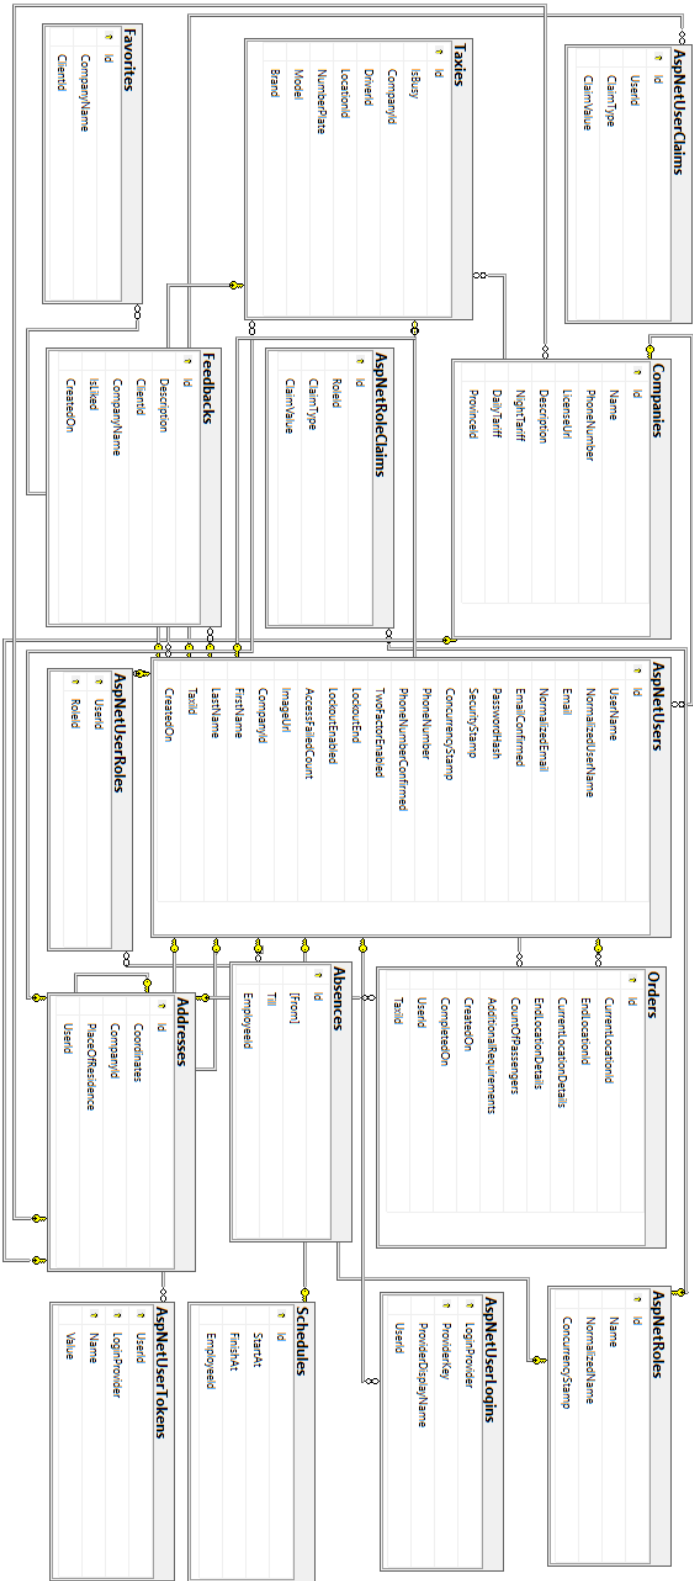 AspNetUserClaims
Id
UserId
ClaimType
ClaimValue
Companies
Id
Name
PhoneNumber
LicenseUrl
Description
NightTariff
DailyTariff
ProvinceId
AspNetUsers
Id
UserName
NormalizedUserName
Email
NormalizedEmail
EmailConfirmed
PasswordHash
SecurityStamp
ConcurrencyStamp
PhoneNumber
PhoneNumberConfirmed
TwoFactorEnabled
LockoutEnd
LockoutEnabled
AccessFailedCount
ImageUrl
CompanyId
FirstName
LastName
TaxiId
CreatedOn
Orders
Id
CurrentLocationId
EndLocationId
CurrentLocationDetails
EndLocationDetails
CountOfPassengers
AdditionalRequirements
CreatedOn
CompletedOn
UserId
TaxiId
AspNetRoles
Id
Name
NormalizedName
ConcurrencyStamp
Taxies
Id
IsBusy
CompanyId
DriverId
LocationId
NumberPlate
Model
Brand
AspNetRoleClaims
Id
RoleId
ClaimType
ClaimValue
Absences
Id
[From]
Till
EmployeeId
AspNetUserLogins
LoginProvider
ProviderKey
ProviderDisplayName
UserId
Favorites
Id
CompanyName
ClientId
Feedbacks
Id
Description
ClientId
CompanyName
IsLiked
CreatedOn
AspNetUserRoles
UserId
RoleId
Addresses
Id
Coordinates
CompanyId
PlaceOfResidence
UserId
Schedules
Id
StartAt
FinishAt
EmployeeId
AspNetUserTokens
UserId
LoginProvider
Name
Value